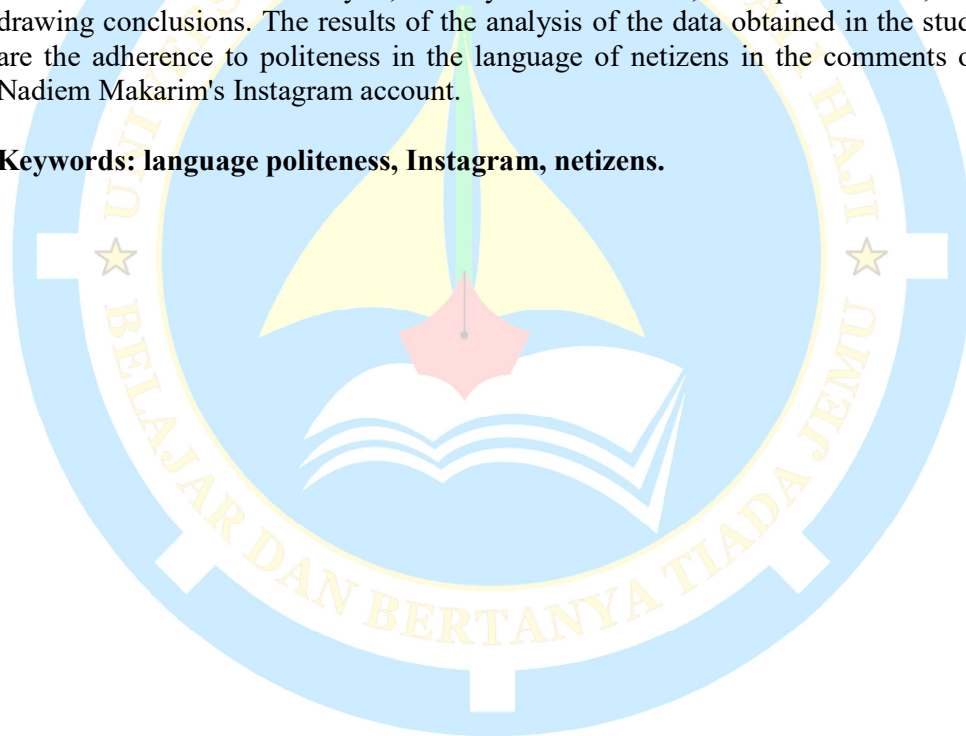 drawing conclusions. The results of the analysis of the data obtained in the stud
are the adherence to politeness in the language of netizens in the comments o
Nadiem Makarim's Instagram account.
Keywords: language politeness, Instagram, netizens.
HAJI
BELAJAR DAN BERTANYA TIADA JEMU